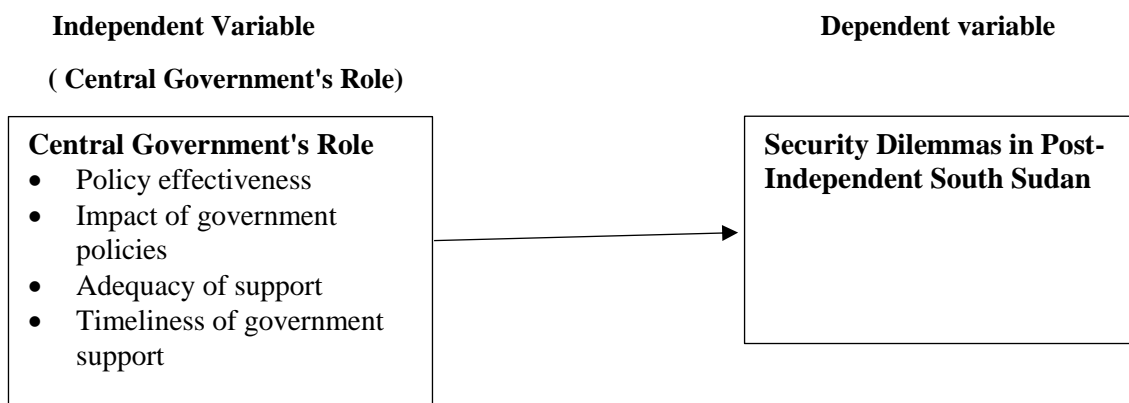 Independent Variable
Dependent variable
( Central Government's Role)
Central Government's Role
• Policy effectiveness
• Impact of government
policies
• Adequacy of support
• Timeliness of government
support
Security Dilemmas in Post-
Independent South Sudan